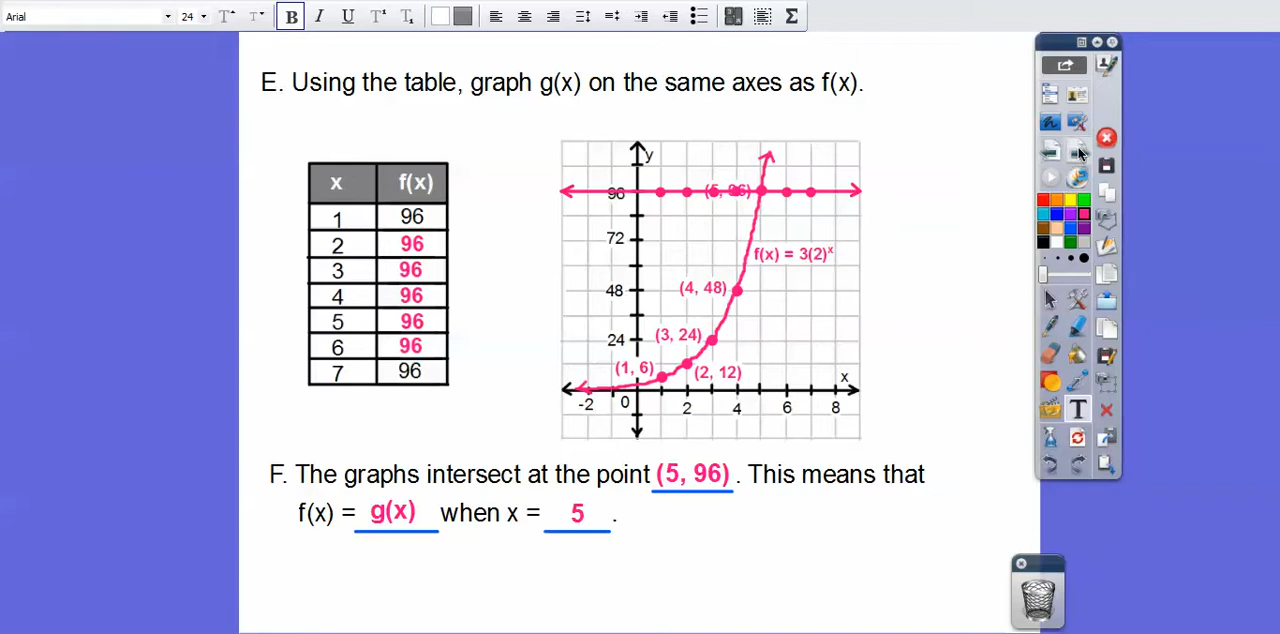 Arial 24 B I U T T
E. Using the table, graph g(x) on the same axes as f(x).
x f(x)
1 96
2 96
3 96
4 96
5 96
6 96
7 96
y
96 (5, 96)
72
f(x) = 3(2)ˣ
48 (4, 48)
24 (3, 24)
(1, 6) (2, 12)
x
-2 0 2 4 6 8
F. The graphs intersect at the point (5, 96). This means that
f(x) = g(x) when x = 5.
T